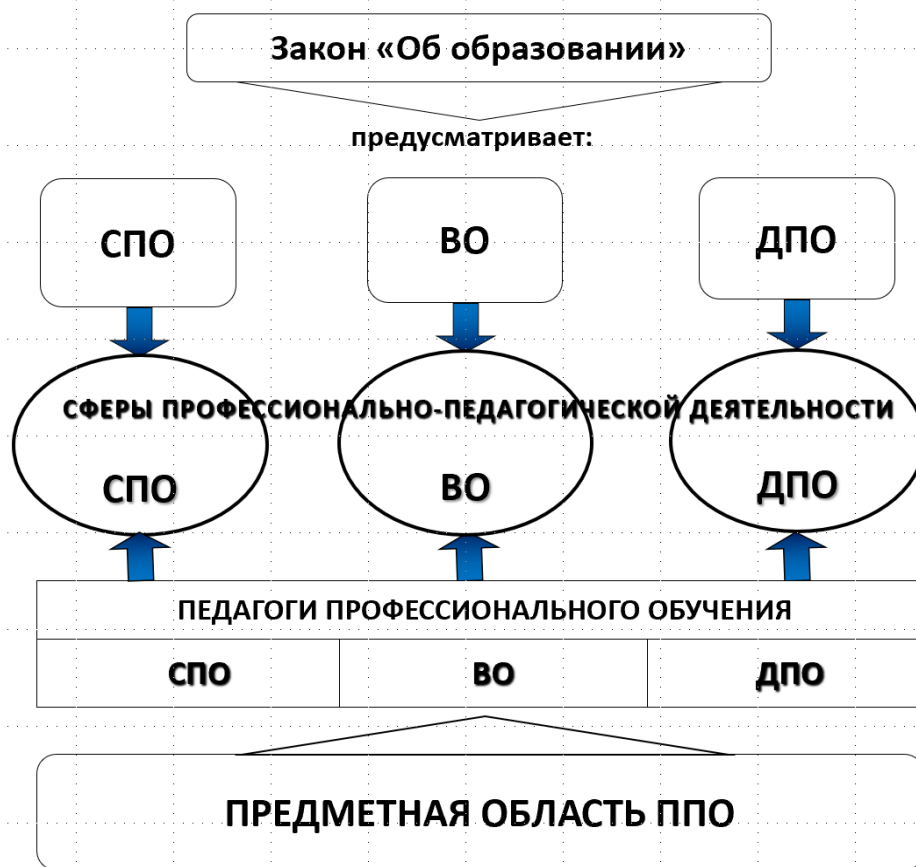 Закон «Об образовании»
предусматривает:
СПО
ВО
ДПО
СФЕРЫ ПРОФЕССИОНАЛЬНО-ПЕДАГОГИЧЕСКОЙ ДЕЯТЕЛЬНОСТИ
СПО
ВО
ДПО
ПЕДАГОГИ ПРОФЕССИОНАЛЬНОГО ОБУЧЕНИЯ
СПО
ВО
ДПО
ПРЕДМЕТНАЯ ОБЛАСТЬ ППО